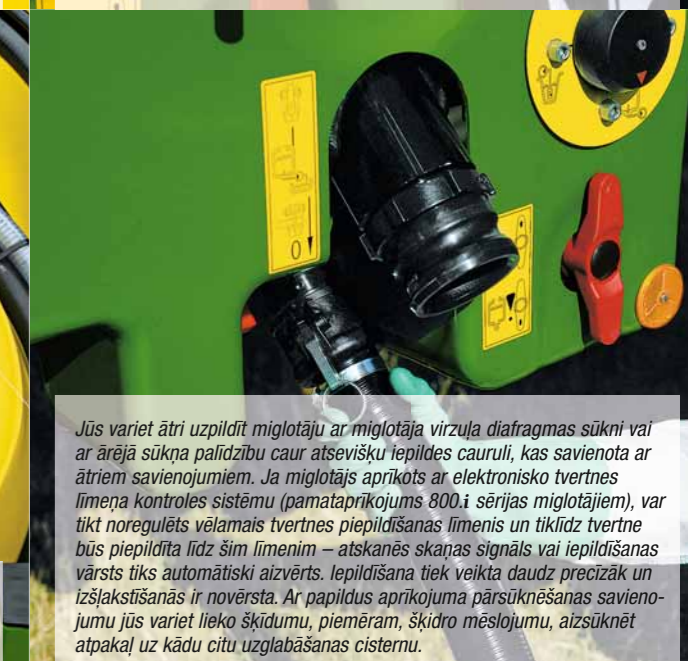 0
Jūs variet ātri uzpildīt miglotāju ar miglotāja virzuļa diafragmas sūkni vai
ar ārējā sūkņa palīdzību caur atsevišķu iepildes cauruli, kas savienota ar
ātriem savienojumiem. Ja miglotājs aprīkots ar elektronisko tvertnes
līmeņa kontroles sistēmu (pamataprīkojums 800.i sērijas miglotājiem), var
tikt noregulēts vēlamais tvertnes piepildīšanas līmenis un tiklīdz tvertne
būs piepildīta līdz šim līmenim – atskanēs skaņas signāls vai iepildīšanas
vārsts tiks automātiski aizvērts. Iepildīšana tiek veikta daudz precīzāk un
izšļakstīšanās ir novērsta. Ar papildus aprīkojuma pārsūknēšanas savieno-
jumu jūs variet lieko šķīdumu, piemēram, šķidro mēslojumu, aizsūknēt
atpakaļ uz kādu citu uzglabāšanas cisternu.